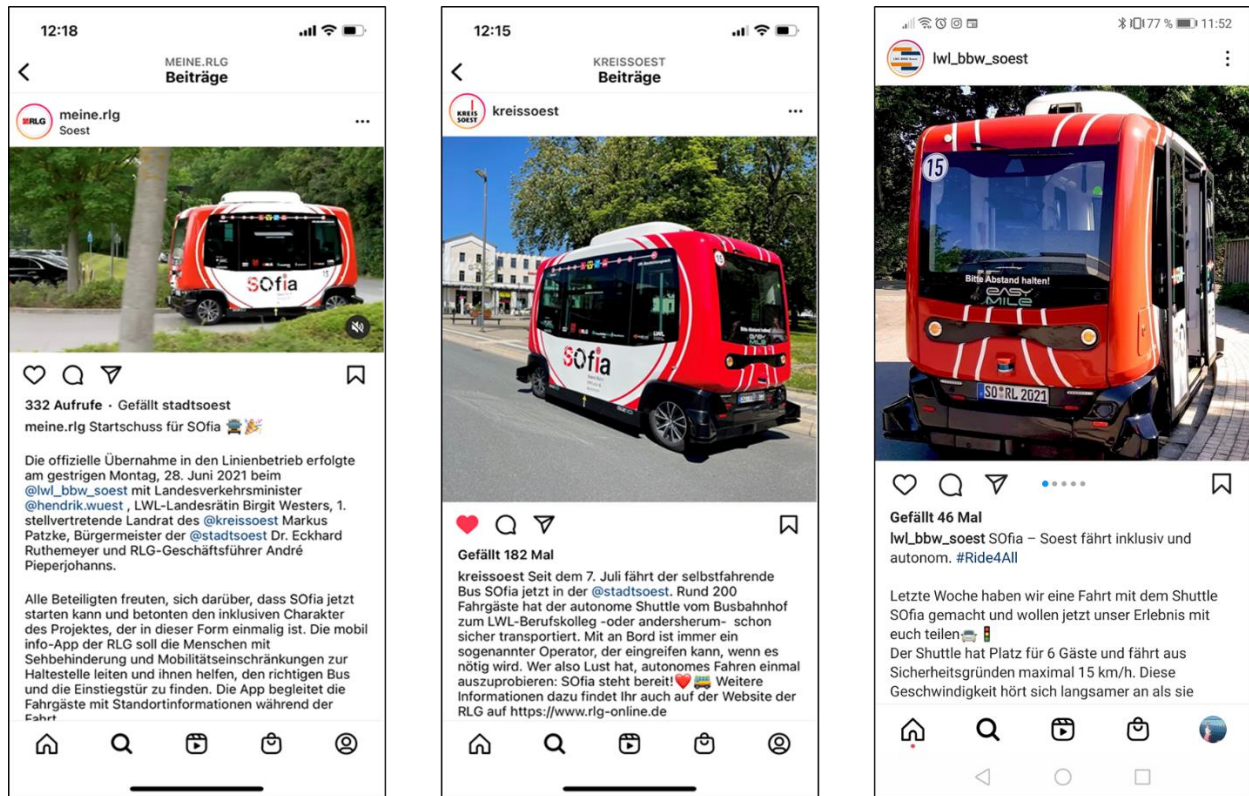 12:18
MEINE.RLG
Beiträge
meine.rlg
Soest
RLG
SOfia
332 Aufrufe · Gefällt stadtsoest
meine.rlg Startschuss für SOfia
Die offizielle Übernahme in den Linienbetrieb erfolgte
am gestrigen Montag, 28. Juni 2021 beim
@lwl_bbw_soest mit Landesverkehrsminister
@hendrik.wuest , LWL-Landesrätin Birgit Westers, 1.
stellvertretende Landrat des @kreissoest Markus
Patzke, Bürgermeister der @stadtsoest Dr. Eckhard
Ruthemeyer und RLG-Geschäftsführer André
Pieperjohanns.
Alle Beteiligten freuten, sich darüber, dass SOfia jetzt
starten kann und betonten den inklusiven Charakter
des Projektes, der in dieser Form einmalig ist. Die mobil
info-App der RLG soll die Menschen mit
Sehbehinderung und Mobilitätseinschränkungen zur
Haltestelle leiten und ihnen helfen, den richtigen Bus
und die Einstiegstür zu finden. Die App begleitet die
Fahrgäste mit Standortinformationen während der
Fahrt
12:15
KREISSOEST
Beiträge
KREIS
SOEST
kreissoest
15
Bitte Abstand halten!
EASY
MILE
SOfia
LWL
Gefällt 182 Mal
kreissoest Seit dem 7. Juli fährt der selbstfahrende
Bus SOfia jetzt in der @stadtsoest. Rund 200
Fahrgäste hat der autonome Shuttle vom Busbahnhof
zum LWL-Berufskolleg -oder andersherum- schon
sicher transportiert. Mit an Bord ist immer ein
sogenannter Operator, der eingreifen kann, wenn es
nötig wird. Wer also Lust hat, autonomes Fahren einmal
auszuprobieren: SOfia steht bereit! Weitere
Informationen dazu findet Ihr auch auf der Website der
RLG auf https://www.rlg-online.de
77 % 11:52
lwl_bbw_soest
15
Bitte Abstand halten!
EASY
MILE
SO RL 2021
Gefällt 46 Mal
lwl_bbw_soest SOfia – Soest fährt inklusiv und
autonom. #Ride4All
Letzte Woche haben wir eine Fahrt mit dem Shuttle
SOfia gemacht und wollen jetzt unser Erlebnis mit
euch teilen
Der Shuttle hat Platz für 6 Gäste und fährt aus
Sicherheitsgründen maximal 15 km/h. Diese
Geschwindigkeit hört sich langsamer an als sie